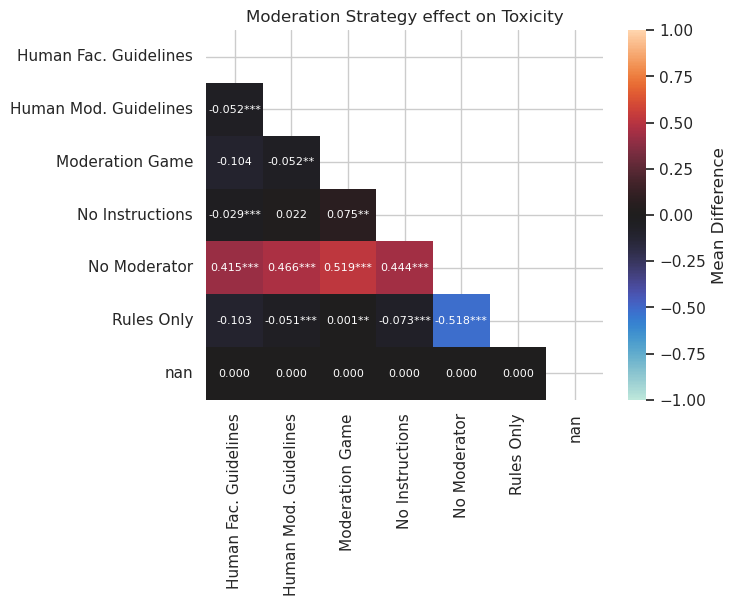 Moderation Strategy effect on Toxicity
Human Fac. Guidelines
Human Mod. Guidelines
-0.052***
Moderation Game
-0.104 -0.052**
No Instructions
-0.029*** 0.022 0.075**
No Moderator
0.415*** 0.466*** 0.519*** 0.444***
Rules Only
-0.103 -0.051*** 0.001** -0.073*** -0.518***
nan
0.000 0.000 0.000 0.000 0.000 0.000
Human Fac. Guidelines
Human Mod. Guidelines
Moderation Game
No Instructions
No Moderator
Rules Only
nan
1.00
0.75
0.50
0.25
0.00
−0.25
−0.50
−0.75
−1.00
Mean Difference